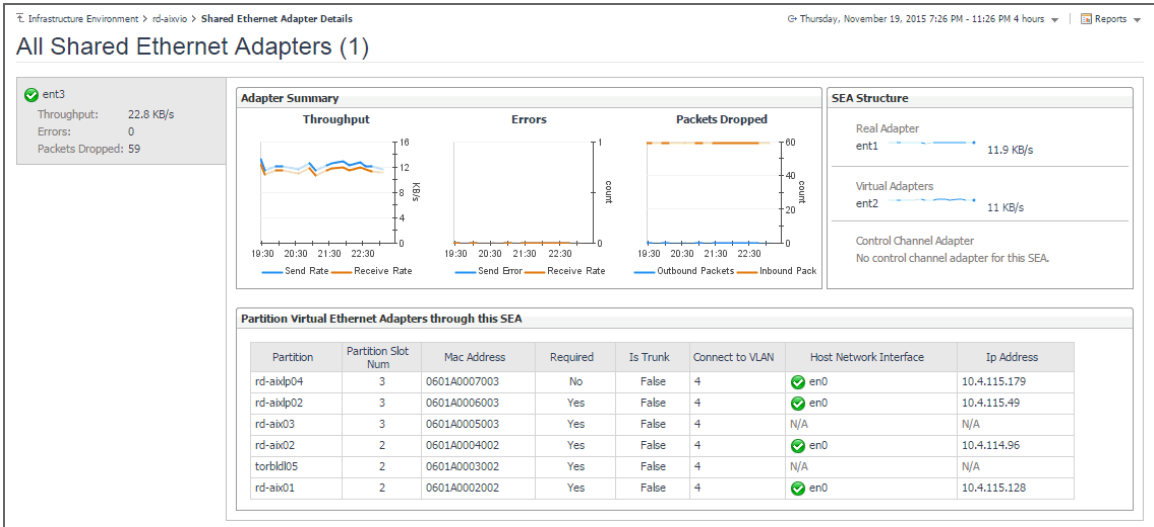 Infrastructure Environment > rd-aixvio > Shared Ethernet Adapter Details
Thursday, November 19, 2015 7:26 PM - 11:26 PM 4 hours | Reports
All Shared Ethernet Adapters (1)
ent3
Throughput: 22.8 KB/s
Errors: 0
Packets Dropped: 59
Adapter Summary
Throughput
16
12
8
4
0
KB/s
19:30 20:30 21:30 22:30
Send Rate Receive Rate
Errors
1
0
count
19:30 20:30 21:30 22:30
Send Error Receive Rate
Packets Dropped
60
40
20
0
count
19:30 20:30 21:30 22:30
Outbound Packets Inbound Pack
SEA Structure
Real Adapter
ent1 11.9 KB/s
Virtual Adapters
ent2 11 KB/s
Control Channel Adapter
No control channel adapter for this SEA.
Partition Virtual Ethernet Adapters through this SEA
Partition Partition Slot Num Mac Address Required Is Trunk Connect to VLAN Host Network Interface Ip Address
rd-aixlp04 3 0601A0007003 No False 4 en0 10.4.115.179
rd-aixlp02 3 0601A0006003 Yes False 4 en0 10.4.115.49
rd-aix03 3 0601A0005003 Yes False 4 N/A N/A
rd-aix02 2 0601A0004002 Yes False 4 en0 10.4.114.96
torbldl05 2 0601A0003002 Yes False 4 N/A N/A
rd-aix01 2 0601A0002002 Yes False 4 en0 10.4.115.128